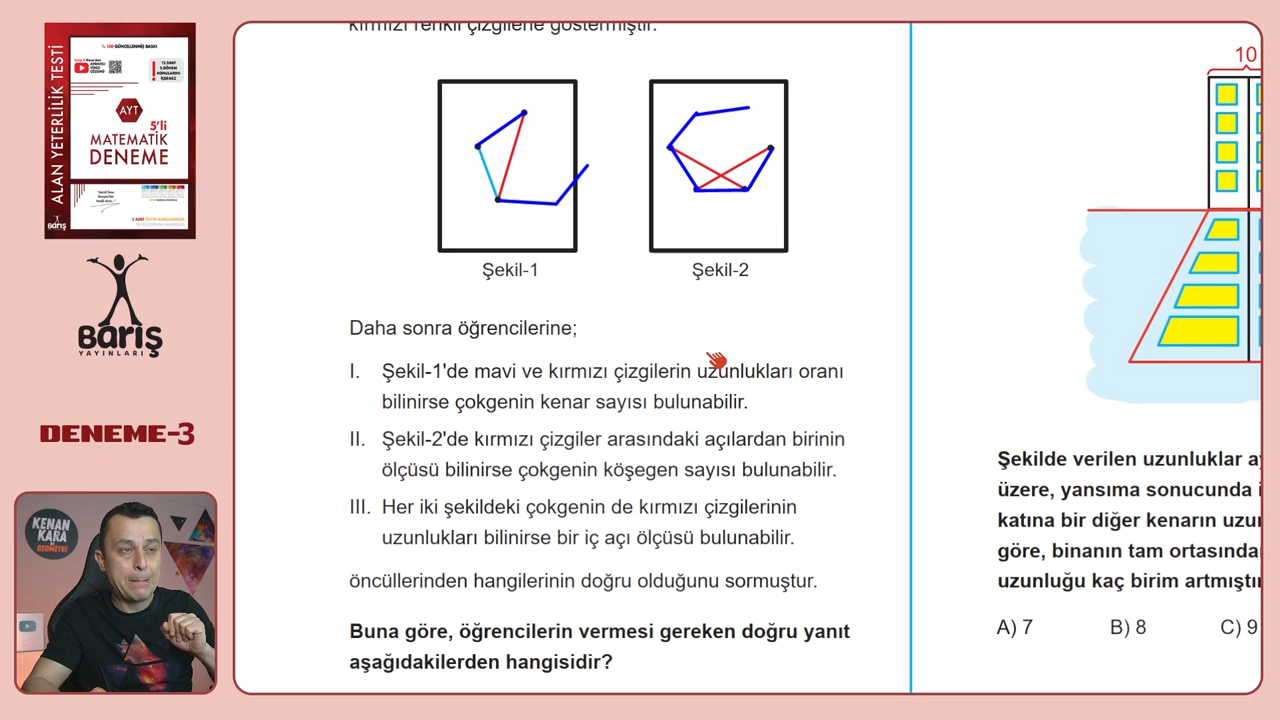 ALAN YETERLİLİK TESTİ
% 100 GÜNCELLENMİŞ BASKI
AYT
5'li
MATEMATİK
DENEME
BARIŞ
YAYINLARI
DENEME-3
KENAN
KARA
GEOMETRİ
kırmızı renkli çizgilerle göstermiştir.
Şekil-1
Şekil-2
Daha sonra öğrencilerine;
I. Şekil-1'de mavi ve kırmızı çizgilerin uzunlukları oranı
bilinirse çokgenin kenar sayısı bulunabilir.
II. Şekil-2'de kırmızı çizgiler arasındaki açılardan birinin
ölçüsü bilinirse çokgenin köşegen sayısı bulunabilir.
III. Her iki şekildeki çokgenin de kırmızı çizgilerinin
uzunlukları bilinirse bir iç açı ölçüsü bulunabilir.
öncüllerinden hangilerinin doğru olduğunu sormuştur.
Buna göre, öğrencilerin vermesi gereken doğru yanıt
aşağıdakilerden hangisidir?
10
Şekilde verilen uzunluklar
üzere, yansıma sonucunda
katına bir diğer kenarın
göre, binanın tam
uzunluğu kaç birim
A) 7 B) 8 C) 9